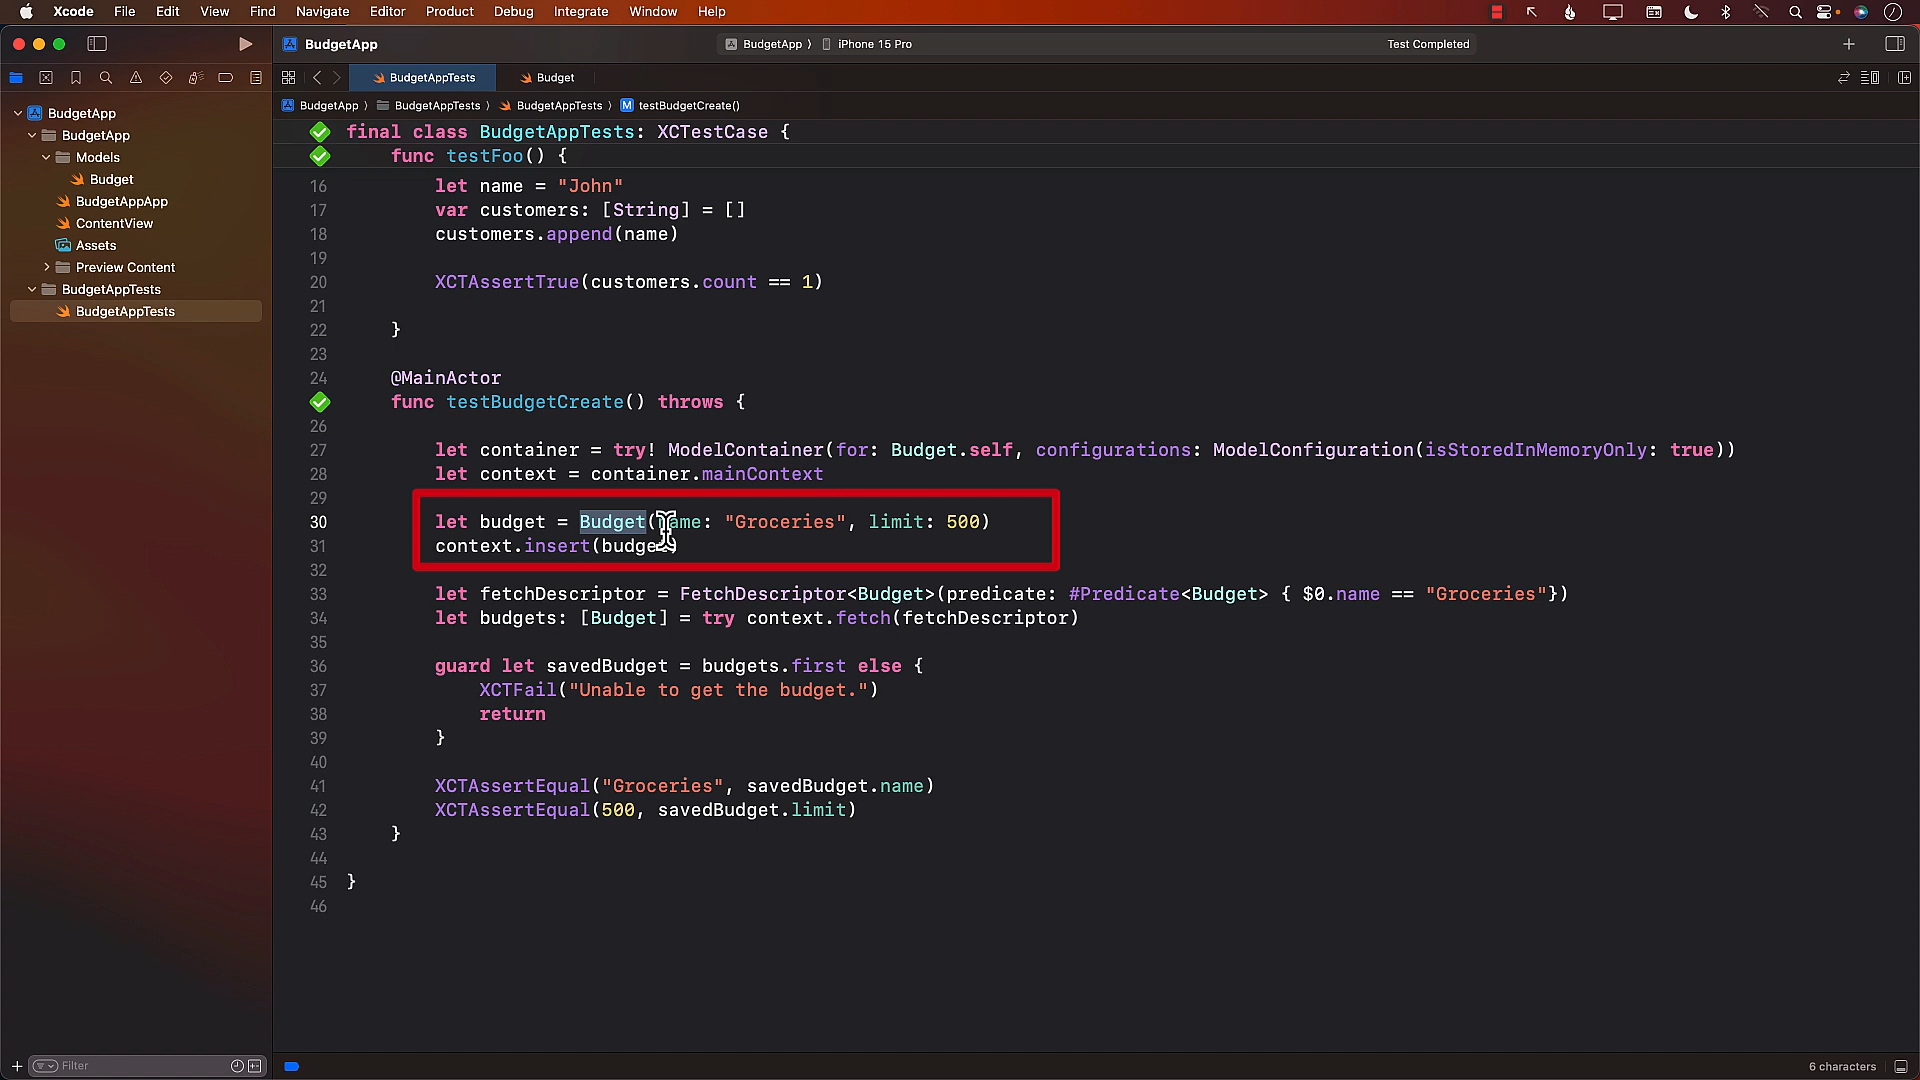 Xcode File Edit View Find Navigate Editor Product Debug Integrate Window Help
BudgetApp
BudgetApp ⟩ iPhone 15 Pro
Test Completed
BudgetAppTests
Budget
BudgetApp ⟩ BudgetAppTests ⟩ BudgetAppTests ⟩ M testBudgetCreate()
BudgetApp
BudgetApp
Models
Budget
BudgetAppApp
ContentView
Assets
Preview Content
BudgetAppTests
BudgetAppTests
final class BudgetAppTests: XCTestCase {
func testFoo() {
16 let name = "John"
17 var customers: [String] = []
18 customers.append(name)
19
20 XCTAssertTrue(customers.count == 1)
21
22 }
23
24 @MainActor
func testBudgetCreate() throws {
26
27 let container = try! ModelContainer(for: Budget.self, configurations: ModelConfiguration(isStoredInMemoryOnly: true))
28 let context = container.mainContext
29
30 let budget = Budget(name: "Groceries", limit: 500)
31 context.insert(budget)
32
33 let fetchDescriptor = FetchDescriptor<Budget>(predicate: #Predicate<Budget> { $0.name == "Groceries"})
34 let budgets: [Budget] = try context.fetch(fetchDescriptor)
35
36 guard let savedBudget = budgets.first else {
37 XCTFail("Unable to get the budget.")
38 return
39 }
40
41 XCTAssertEqual("Groceries", savedBudget.name)
42 XCTAssertEqual(500, savedBudget.limit)
43 }
44
45 }
46
Filter
6 characters